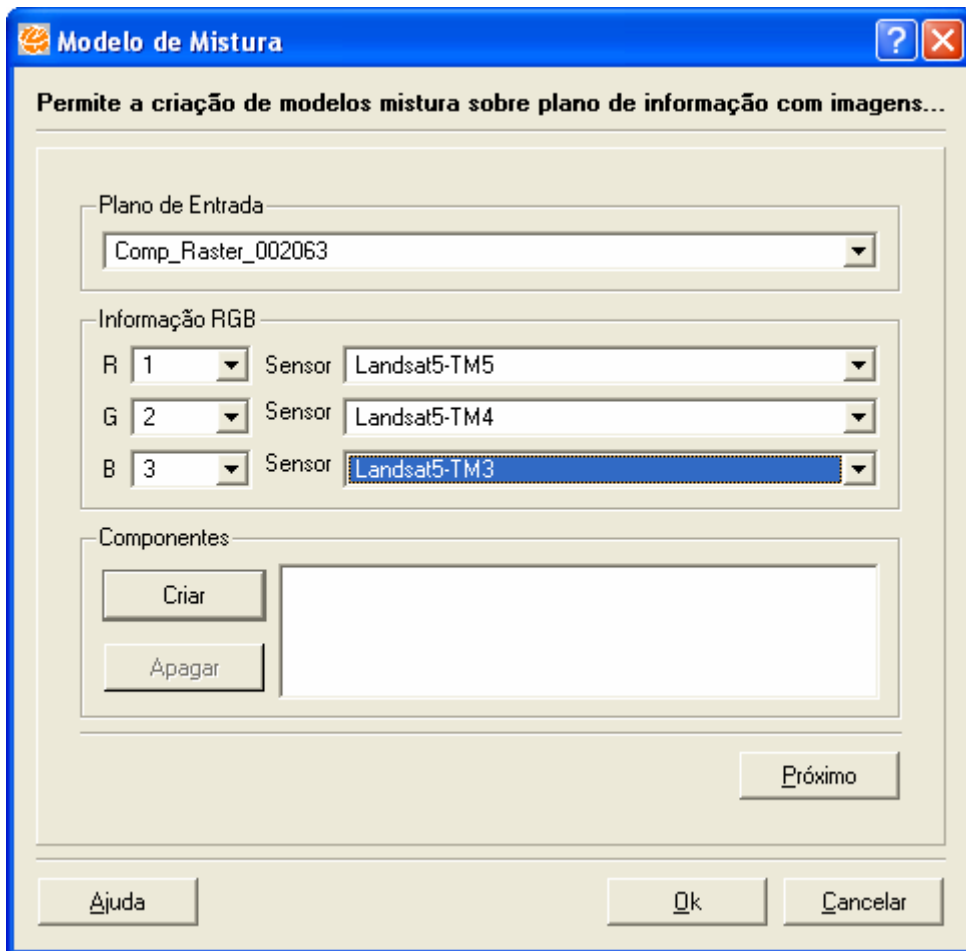 Modelo de Mistura
Permite a criação de modelos mistura sobre plano de informação com imagens...
Plano de Entrada
Comp_Raster_002063
Informação RGB
R 1 Sensor Landsat5-TM5
G 2 Sensor Landsat5-TM4
B 3 Sensor Landsat5-TM3
Componentes
Criar
Apagar
Próximo
Ajuda Ok Cancelar